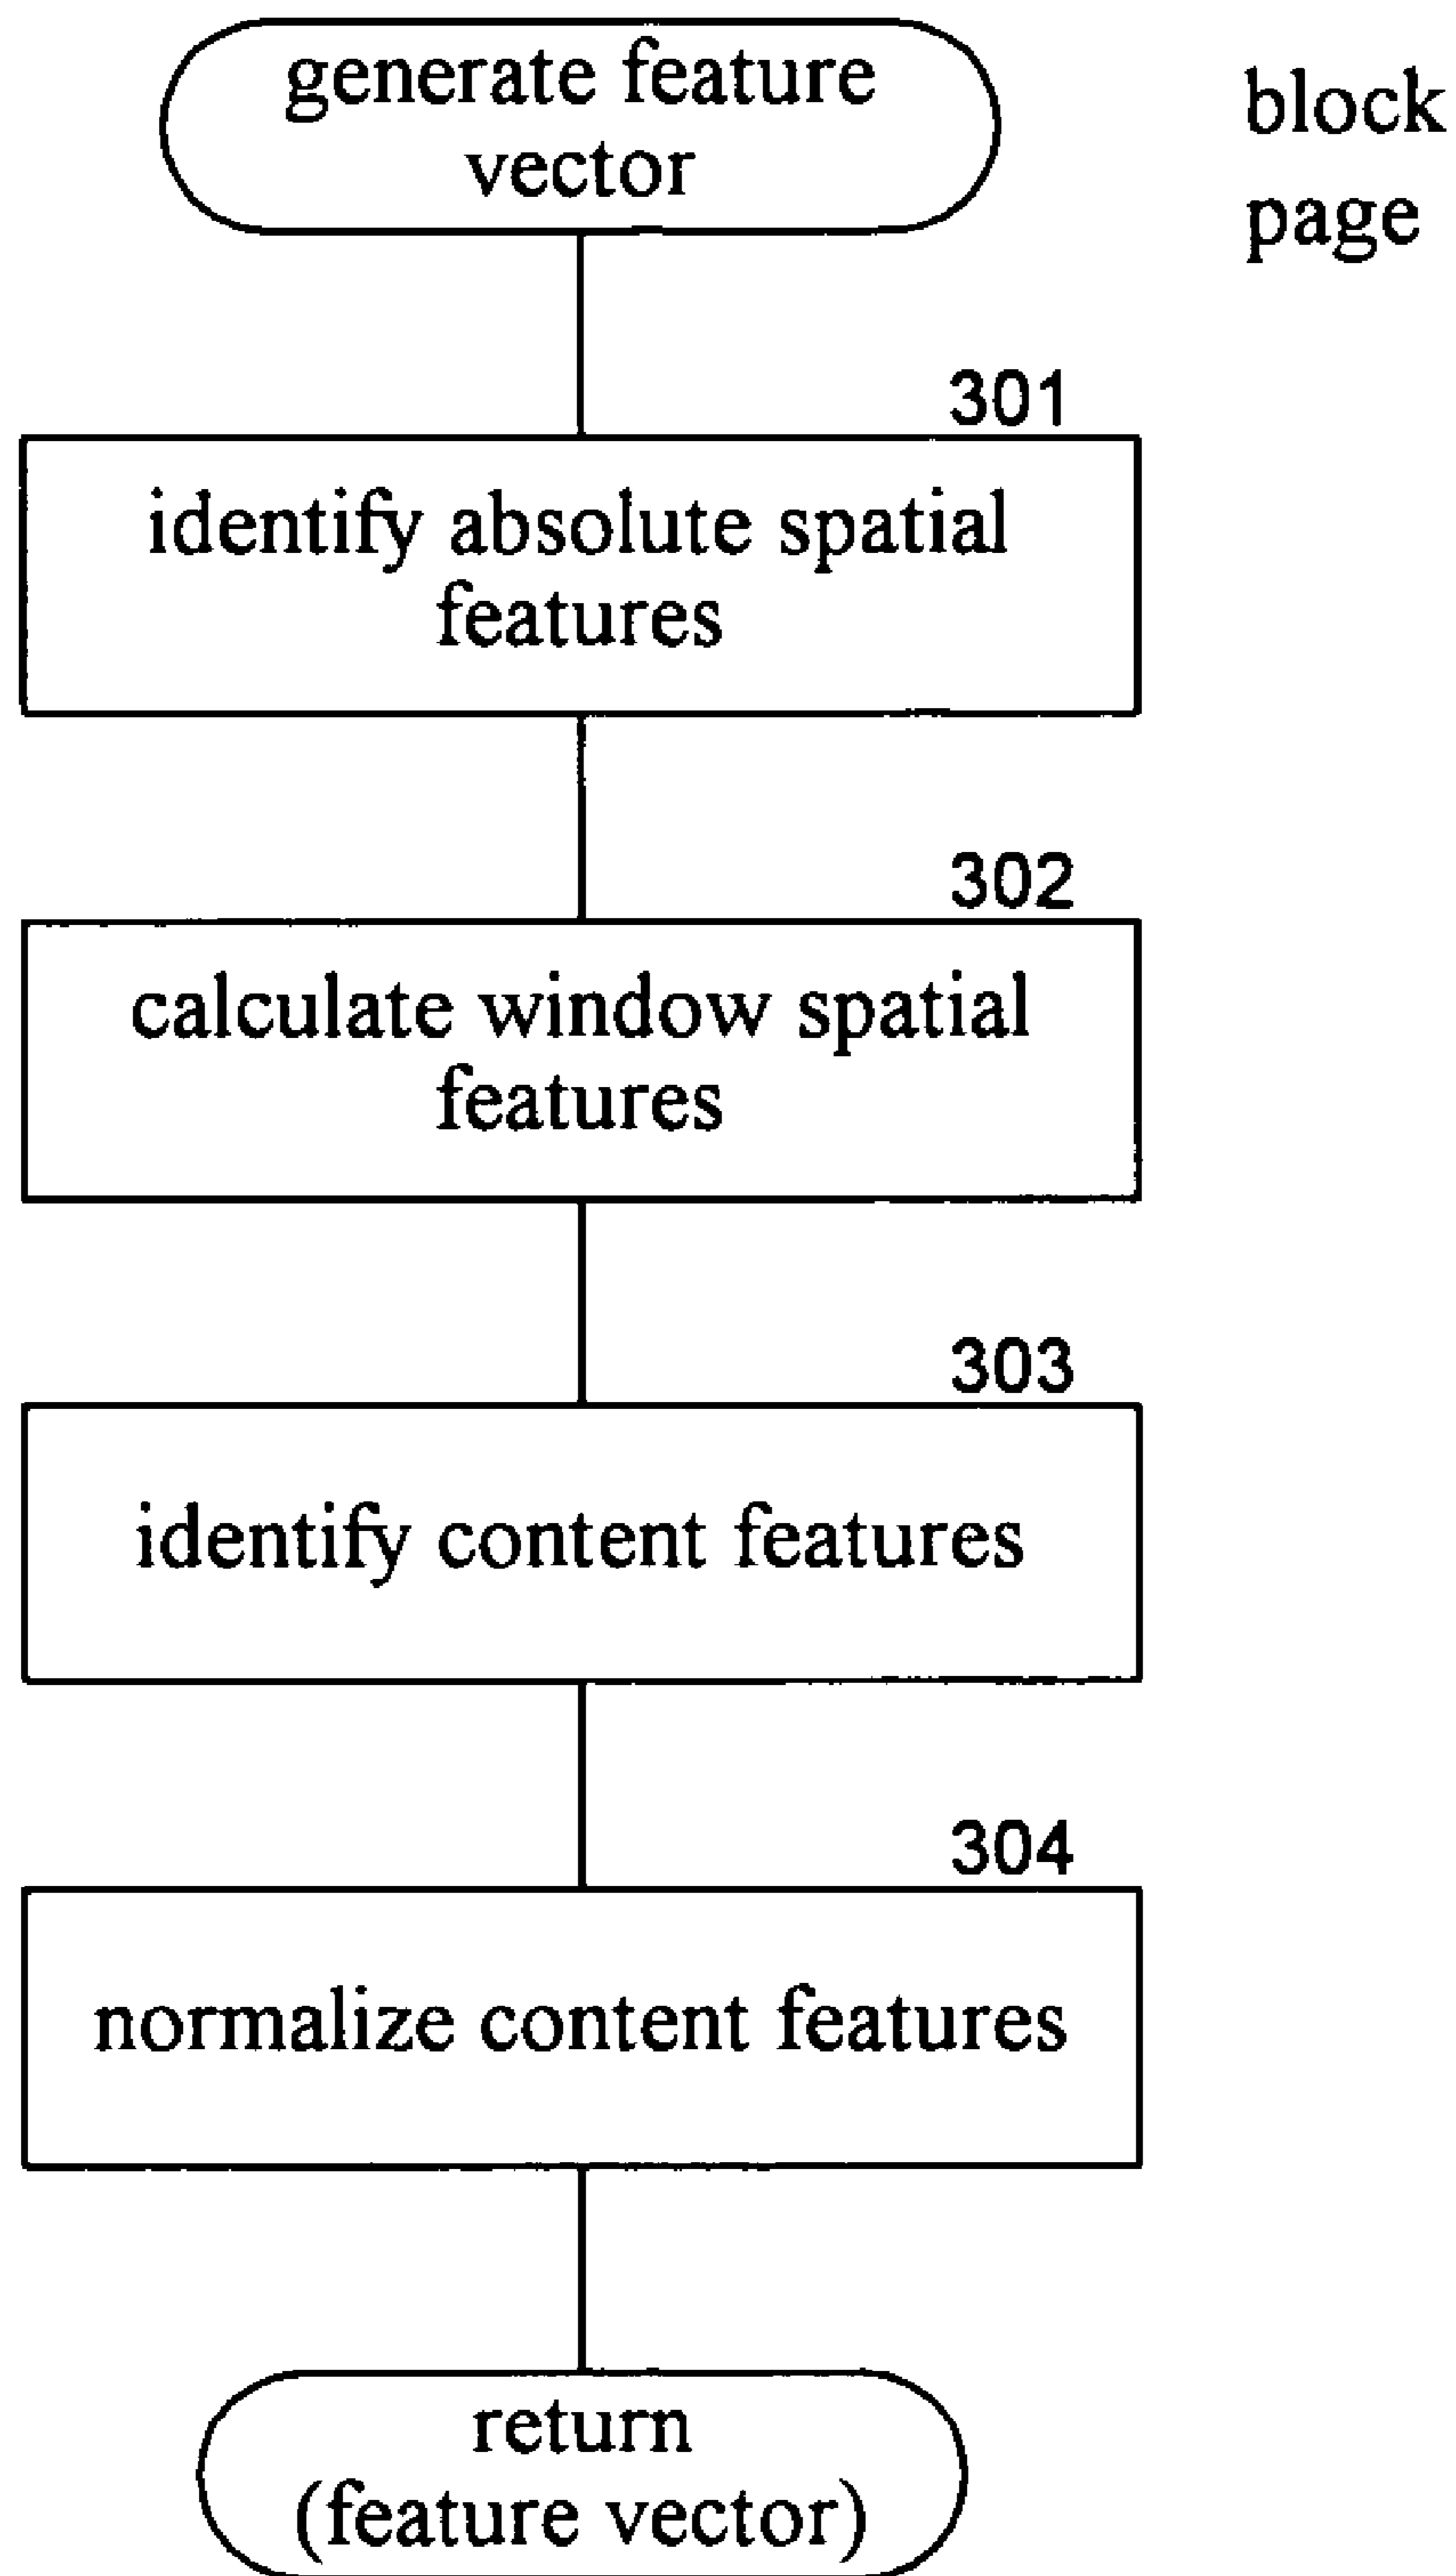 generate feature
vector
block
page
301
identify absolute spatial
features
302
calculate window spatial
features
303
identify content features
304
normalize content features
return
(feature vector)